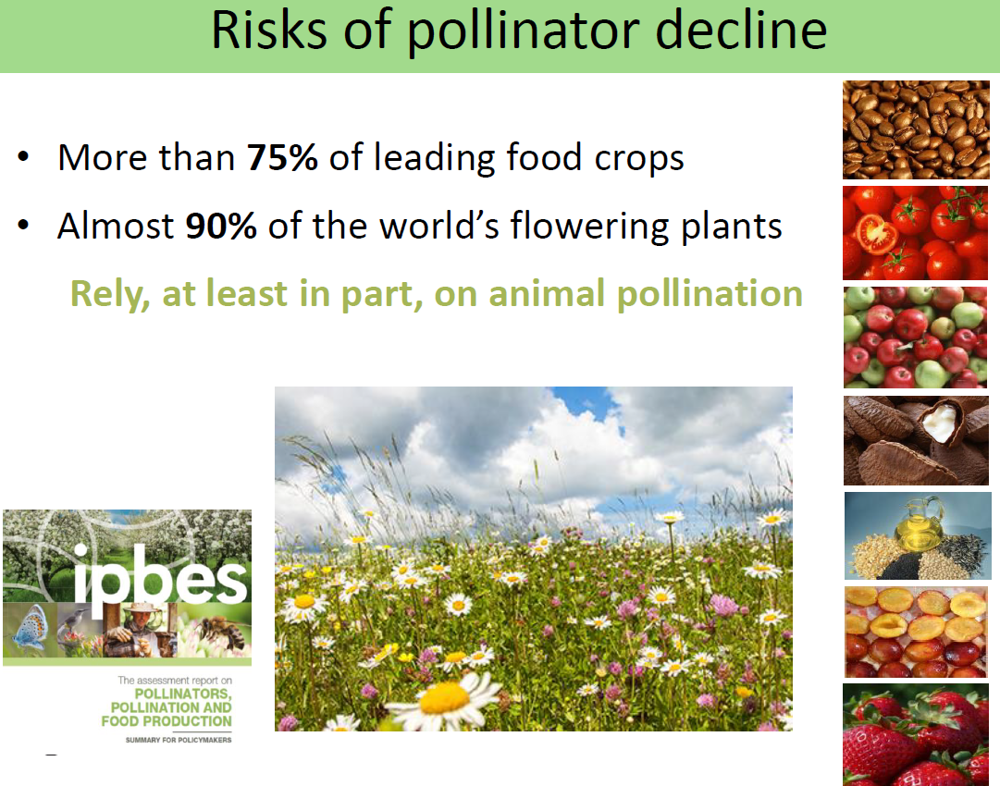 Risks of pollinator decline
• More than 75% of leading food crops
• Almost 90% of the world’s flowering plants
Rely, at least in part, on animal pollination
ipbes
The assessment report on
POLLINATORS,
POLLINATION AND
FOOD PRODUCTION
SUMMARY FOR POLICYMAKERS